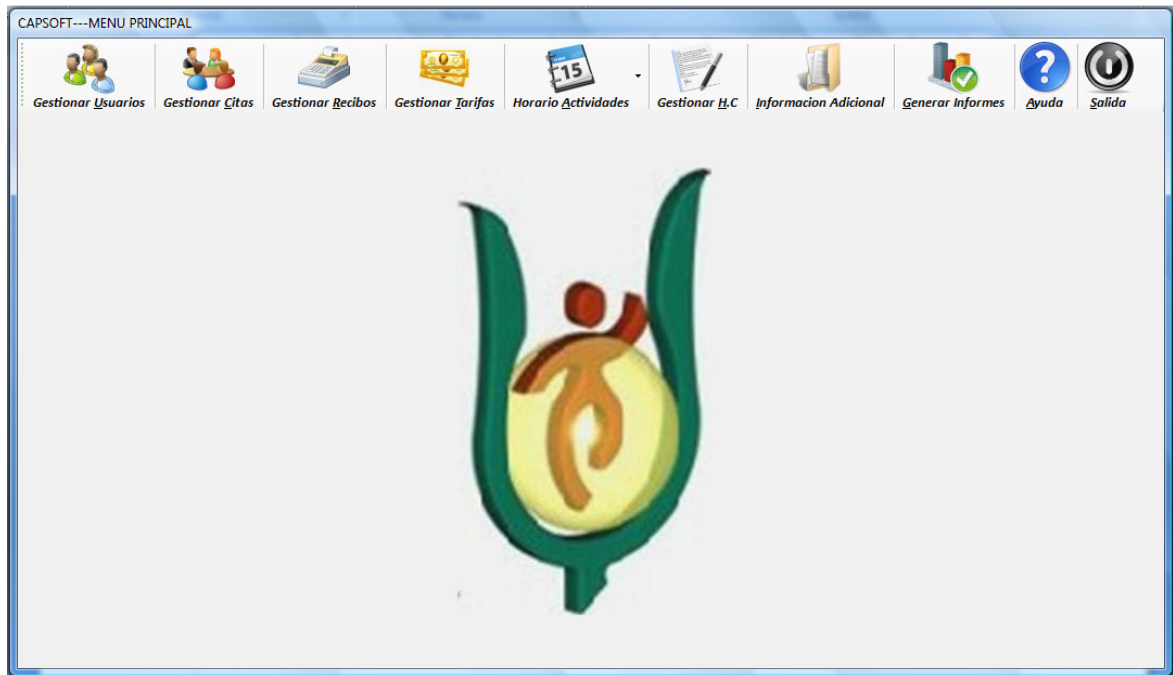 CAPSOFT---MENU PRINCIPAL
15
?
Gestionar Usuarios Gestionar Citas Gestionar Recibos Gestionar Tarifas Horario Actividades Gestionar H.C Informacion Adicional Generar Informes Ayuda Salida